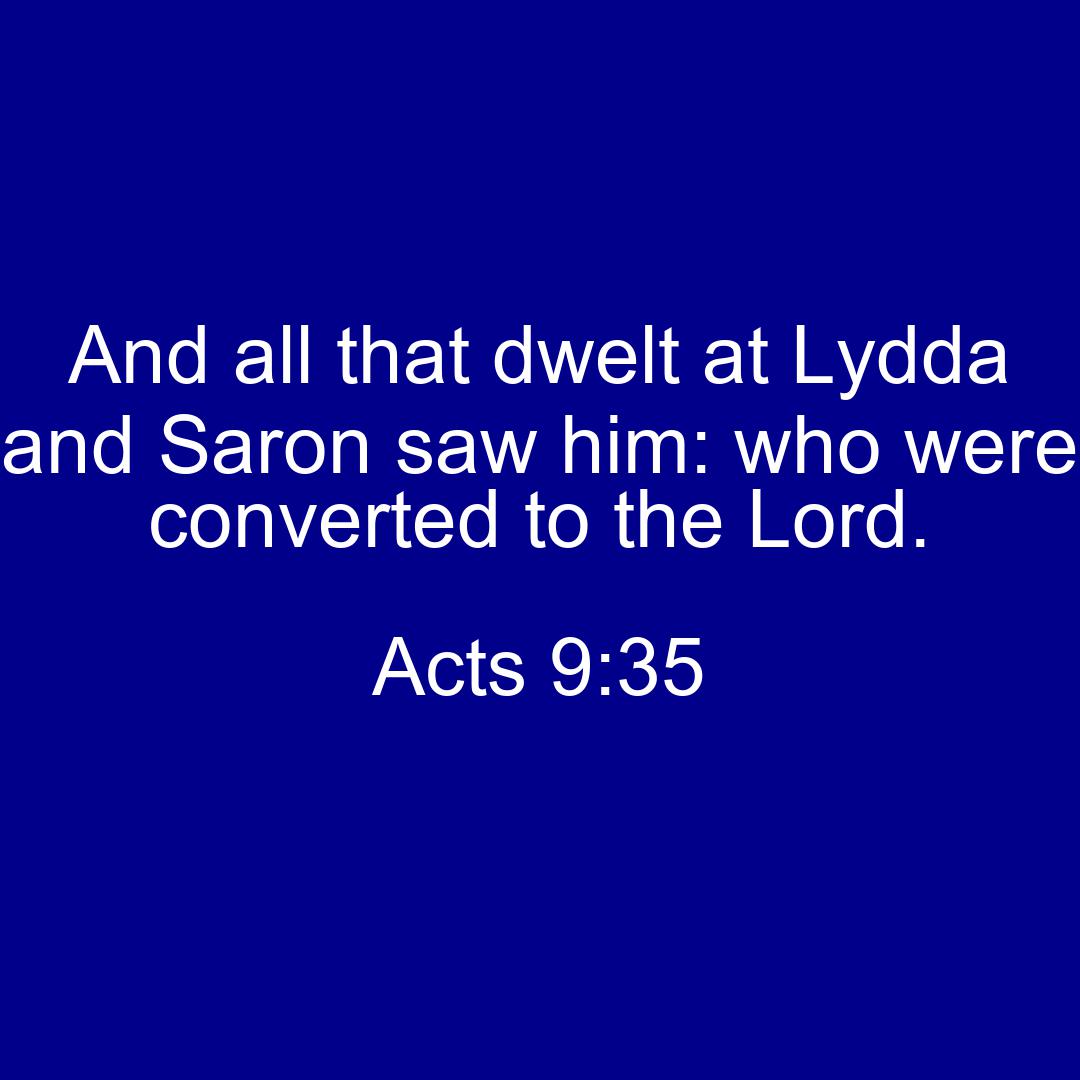 And all that dwelt at Lydda
and Saron saw him: who were
converted to the Lord.
Acts 9:35